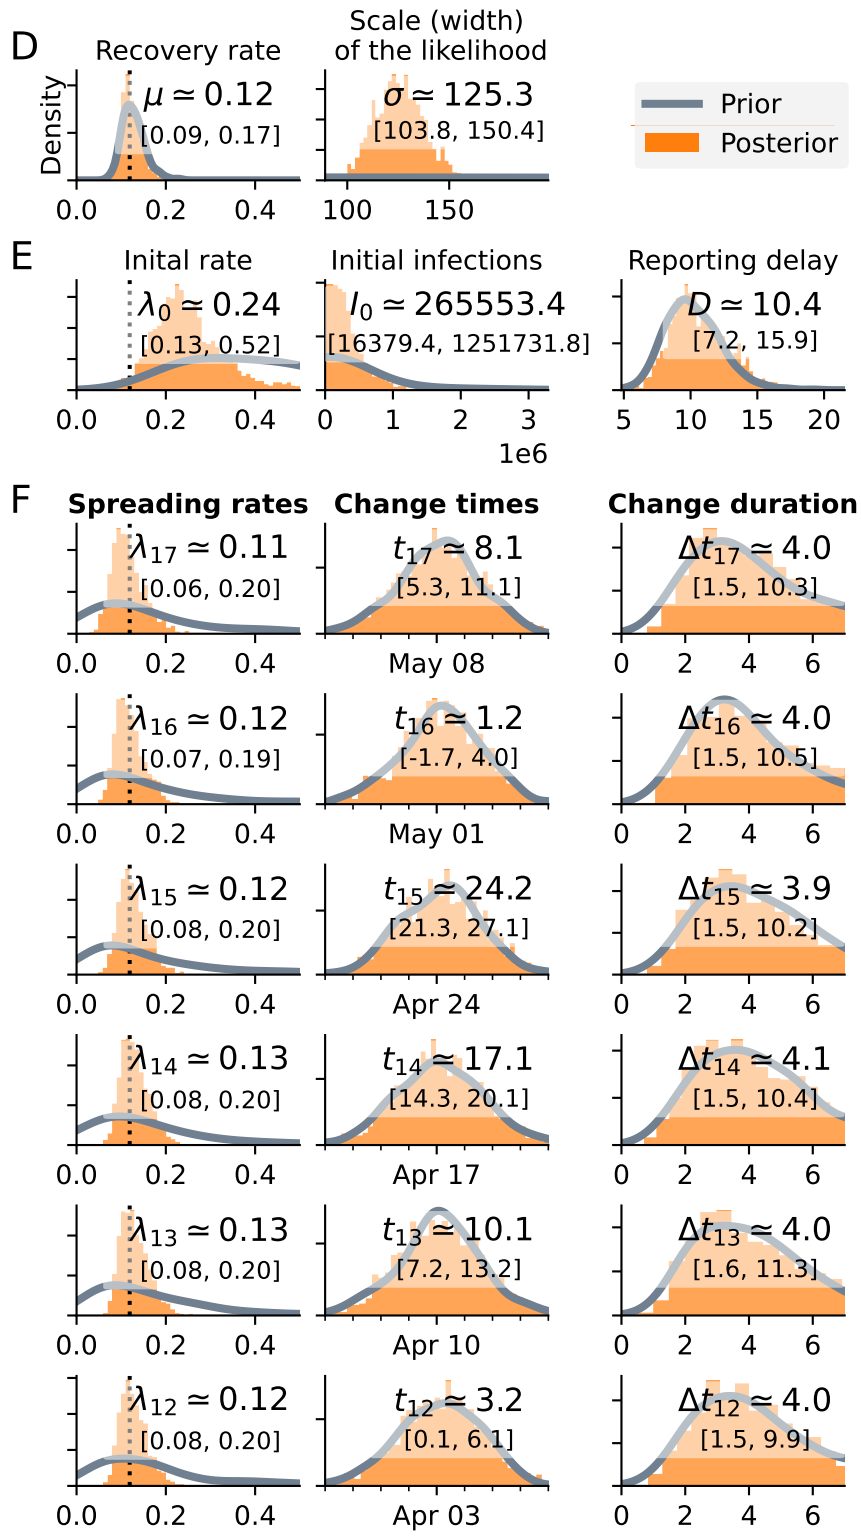 D
Recovery rate
Scale (width)
of the likelihood
Density
μ ≃ 0.12
[0.09, 0.17]
0.0 0.2 0.4
σ ≃ 125.3
[103.8, 150.4]
100 150
Prior
Posterior
E
Inital rate
λ0 ≃ 0.24
[0.13, 0.52]
0.0 0.2 0.4
Initial infections
I0 ≃ 265553.4
[16379.4, 1251731.8]
0 1 2 3
1e6
Reporting delay
D ≃ 10.4
[7.2, 15.9]
5 10 15 20
F
Spreading rates Change times Change duration
λ17 ≃ 0.11
[0.06, 0.20]
0.0 0.2 0.4
t17 ≃ 8.1
[5.3, 11.1]
May 08
Δt17 ≃ 4.0
[1.5, 10.3]
0 2 4 6
λ16 ≃ 0.12
[0.07, 0.19]
0.0 0.2 0.4
t16 ≃ 1.2
[-1.7, 4.0]
May 01
Δt16 ≃ 4.0
[1.5, 10.5]
0 2 4 6
λ15 ≃ 0.12
[0.08, 0.20]
0.0 0.2 0.4
t15 ≃ 24.2
[21.3, 27.1]
Apr 24
Δt15 ≃ 3.9
[1.5, 10.2]
0 2 4 6
λ14 ≃ 0.13
[0.08, 0.20]
0.0 0.2 0.4
t14 ≃ 17.1
[14.3, 20.1]
Apr 17
Δt14 ≃ 4.1
[1.5, 10.4]
0 2 4 6
λ13 ≃ 0.13
[0.08, 0.20]
0.0 0.2 0.4
t13 ≃ 10.1
[7.2, 13.2]
Apr 10
Δt13 ≃ 4.0
[1.6, 11.3]
0 2 4 6
λ12 ≃ 0.12
[0.08, 0.20]
0.0 0.2 0.4
t12 ≃ 3.2
[0.1, 6.1]
Apr 03
Δt12 ≃ 4.0
[1.5, 9.9]
0 2 4 6